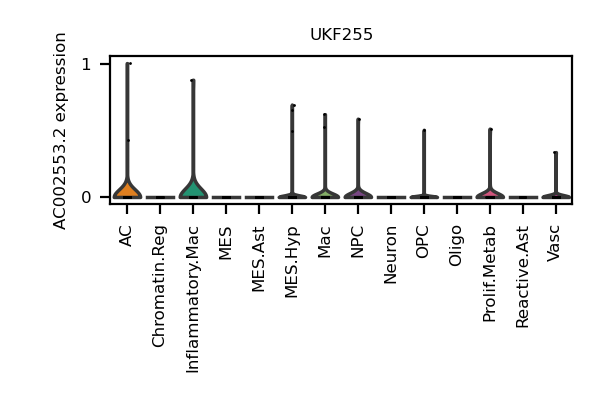 UKF255
AC002553.2 expression
1
0
AC
Chromatin.Reg
Inflammatory.Mac
MES
MES.Ast
MES.Hyp
Mac
NPC
Neuron
OPC
Oligo
Prolif.Metab
Reactive.Ast
Vasc